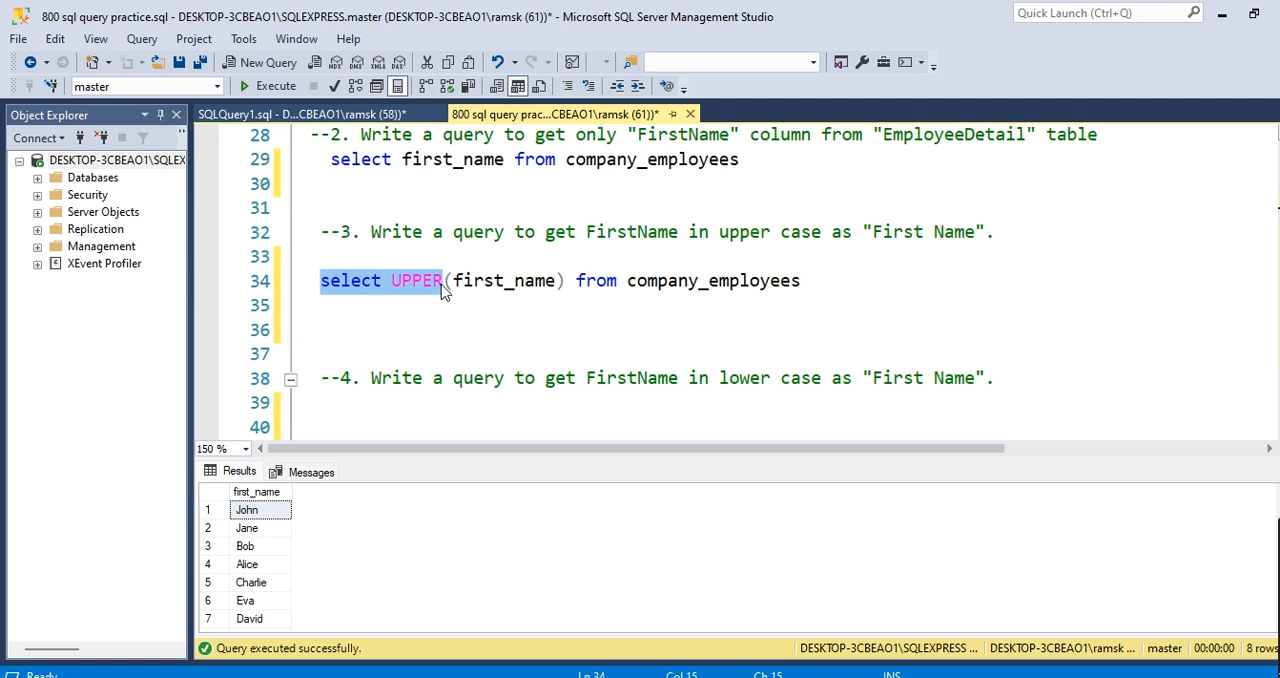 800 sql query practice.sql - DESKTOP-3CBEAO1\SQLEXPRESS.master (DESKTOP-3CBEAO1\ramsk (61))* - Microsoft SQL Server Management Studio
Quick Launch (Ctrl+Q)
File Edit View Query Project Tools Window Help
New Query
master Execute
Object Explorer
SQLQuery1.sql - D...CBEAO1\ramsk (58))*
800 sql query prac...CBEAO1\ramsk (61))*
Connect
DESKTOP-3CBEAO1\SQLEX
Databases
Security
Server Objects
Replication
Management
XEvent Profiler
28 --2. Write a query to get only "FirstName" column from "EmployeeDetail" table
29 select first_name from company_employees
30
31
32 --3. Write a query to get FirstName in upper case as "First Name".
33
34 select UPPER(first_name) from company_employees
35
36
37
38 --4. Write a query to get FirstName in lower case as "First Name".
39
40
150 %
Results Messages
first_name
1 John
2 Jane
3 Bob
4 Alice
5 Charlie
6 Eva
7 David
Query executed successfully. DESKTOP-3CBEAO1\SQLEXPRESS ... DESKTOP-3CBEAO1\ramsk ... master 00:00:00 8 rows
Ready Ln 34 Col 15 Ch 15 INS